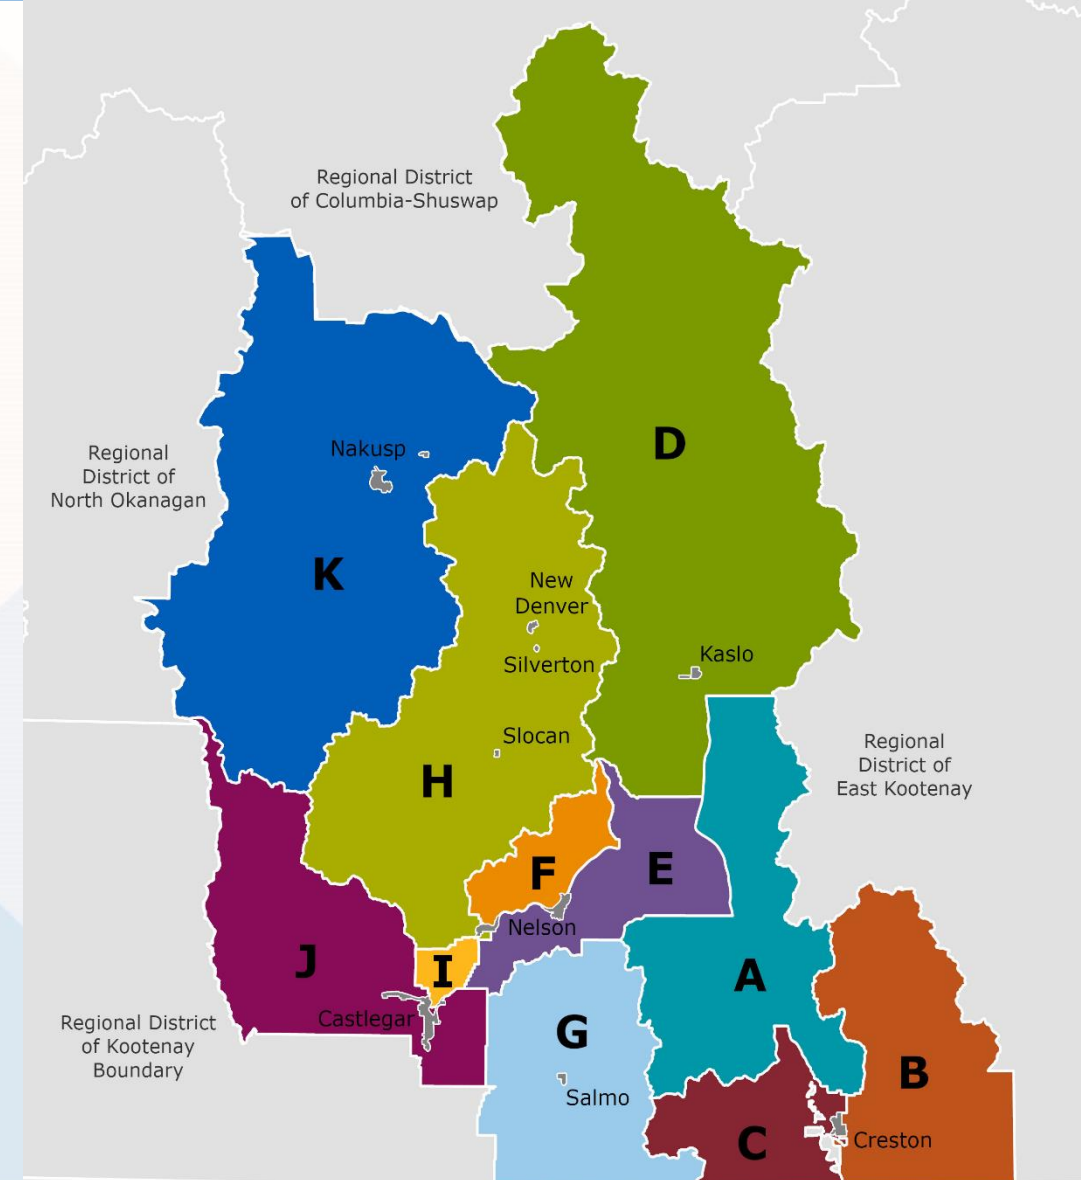 Regional District
of Columbia-Shuswap
Regional
District of
North Okanagan
Nakusp
D
K
New
Denver
Silverton
Kaslo
Slocan
H
Regional
District of
East Kootenay
F
E
Nelson
J
I
A
Castlegar
Regional District
of Kootenay
Boundary
G
B
Salmo
C
Creston